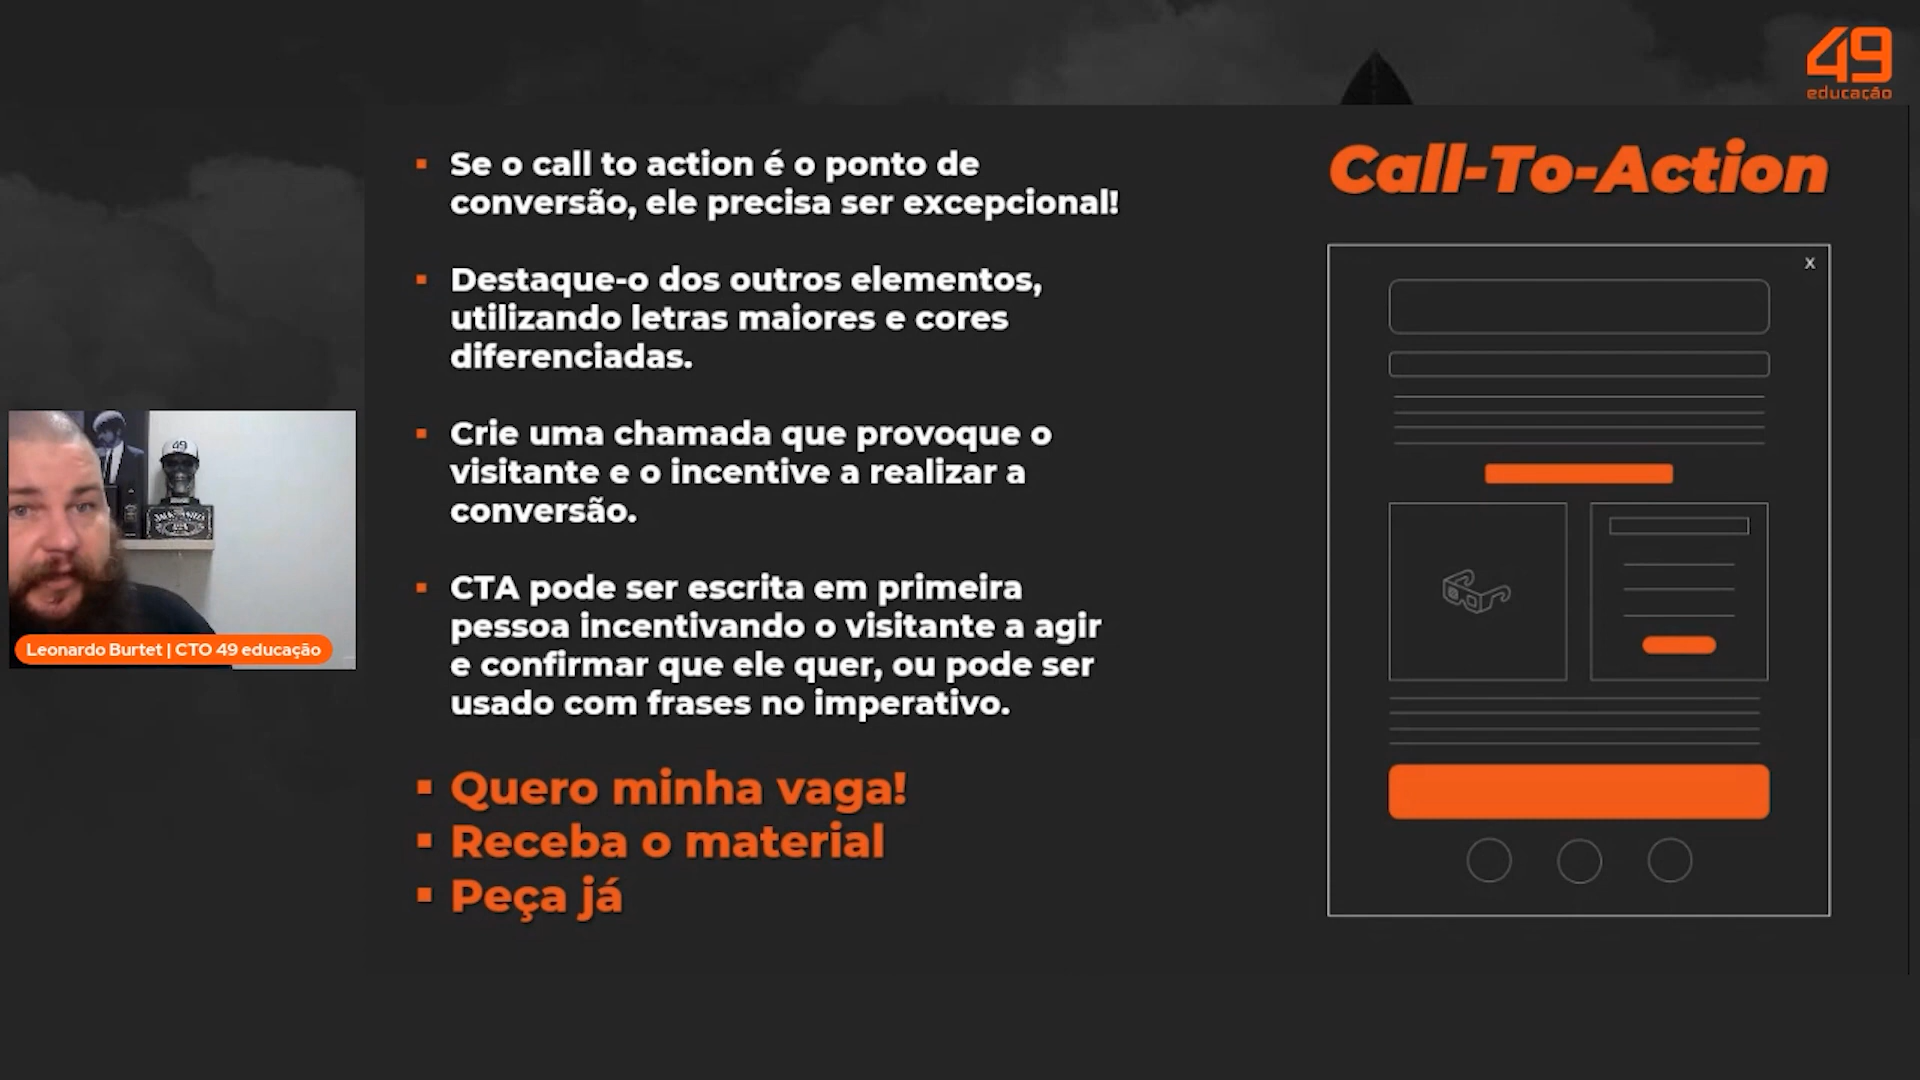 49
educação
Call-To-Action
Se o call to action é o ponto de
conversão, ele precisa ser excepcional!
Destaque-o dos outros elementos,
utilizando letras maiores e cores
diferenciadas.
Crie uma chamada que provoque o
visitante e o incentive a realizar a
conversão.
CTA pode ser escrita em primeira
pessoa incentivando o visitante a agir
e confirmar que ele quer, ou pode ser
usado com frases no imperativo.
Quero minha vaga!
Receba o material
Peça já
X
49
Leonardo Burtet | CTO 49 educação